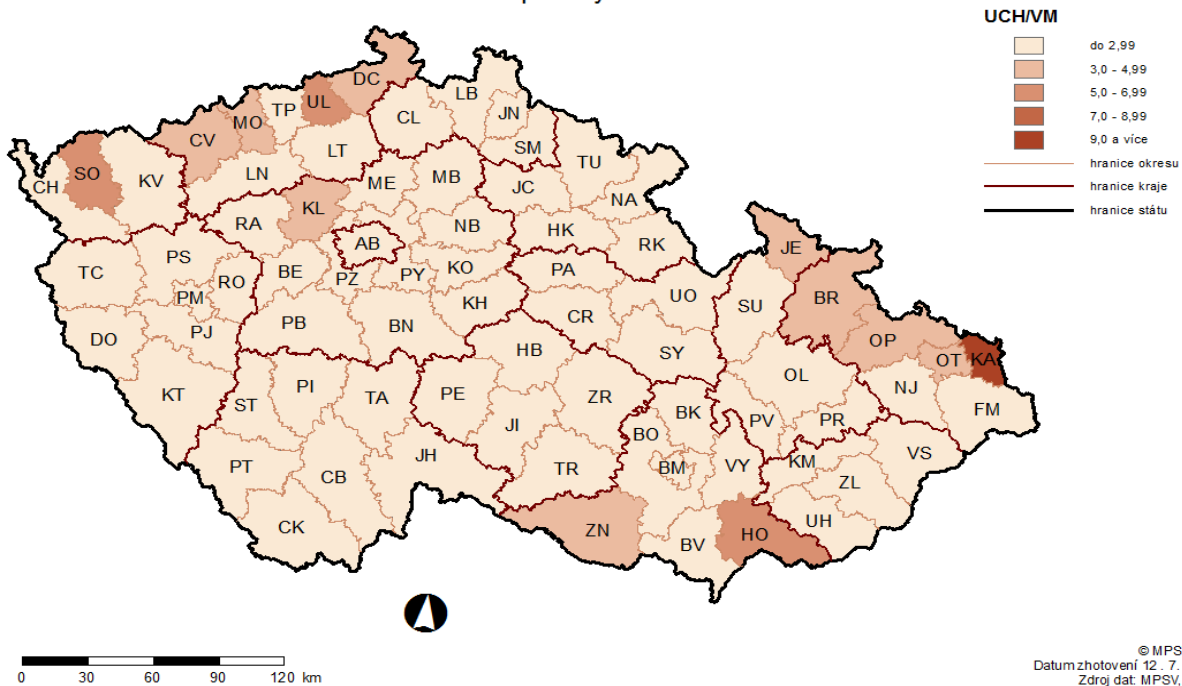 UCH/VM
do 2,99
3,0 - 4,99
5,0 - 6,99
7,0 - 8,99
9,0 a více
hranice okresu
hranice kraje
hranice státu
DC
UL
TP
MO
CV
LB
CL
JN
SM
LT
LN
SO
CH
KV
TU
ME
MB
JC
NA
KL
RA
NB
HK
AB
RK
JE
PS
TC
RO
BE
PZ
PY
KO
PA
PM
KH
UO
SU
BR
DO
PJ
PB
BN
CR
OP
HB
SY
OT
KA
OL
NJ
KT
ST
PI
TA
PE
ZR
FM
BK
JI
BO
PV
PR
PT
CB
JH
TR
BM
VY
KM
VS
ZL
CK
ZN
BV
HO
UH
0 30 60 90 120 km
© MPS
Datum zhotovení 12 . 7.
Zdroj dat: MPSV,